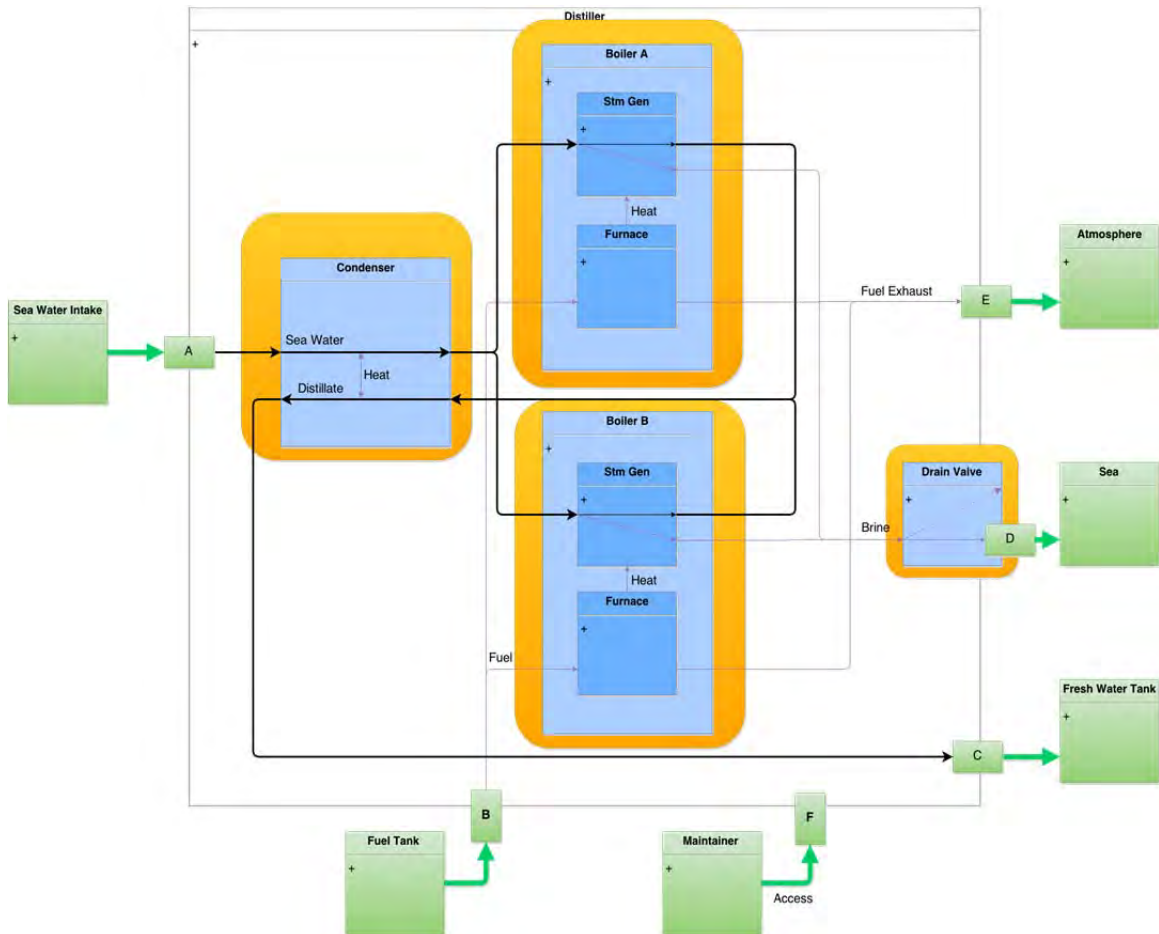 Distiller
+
Boiler A
+
Stm Gen
+
Heat
Furnace
+
Condenser
Sea Water
Heat
Distillate
Sea Water Intake
+
A
Fuel Exhaust
E
Atmosphere
+
Boiler B
+
Stm Gen
+
Heat
Furnace
+
Fuel
Brine
Drain Valve
+
D
Sea
+
Fresh Water Tank
+
C
B
F
Fuel Tank
+
Maintainer
+
Access